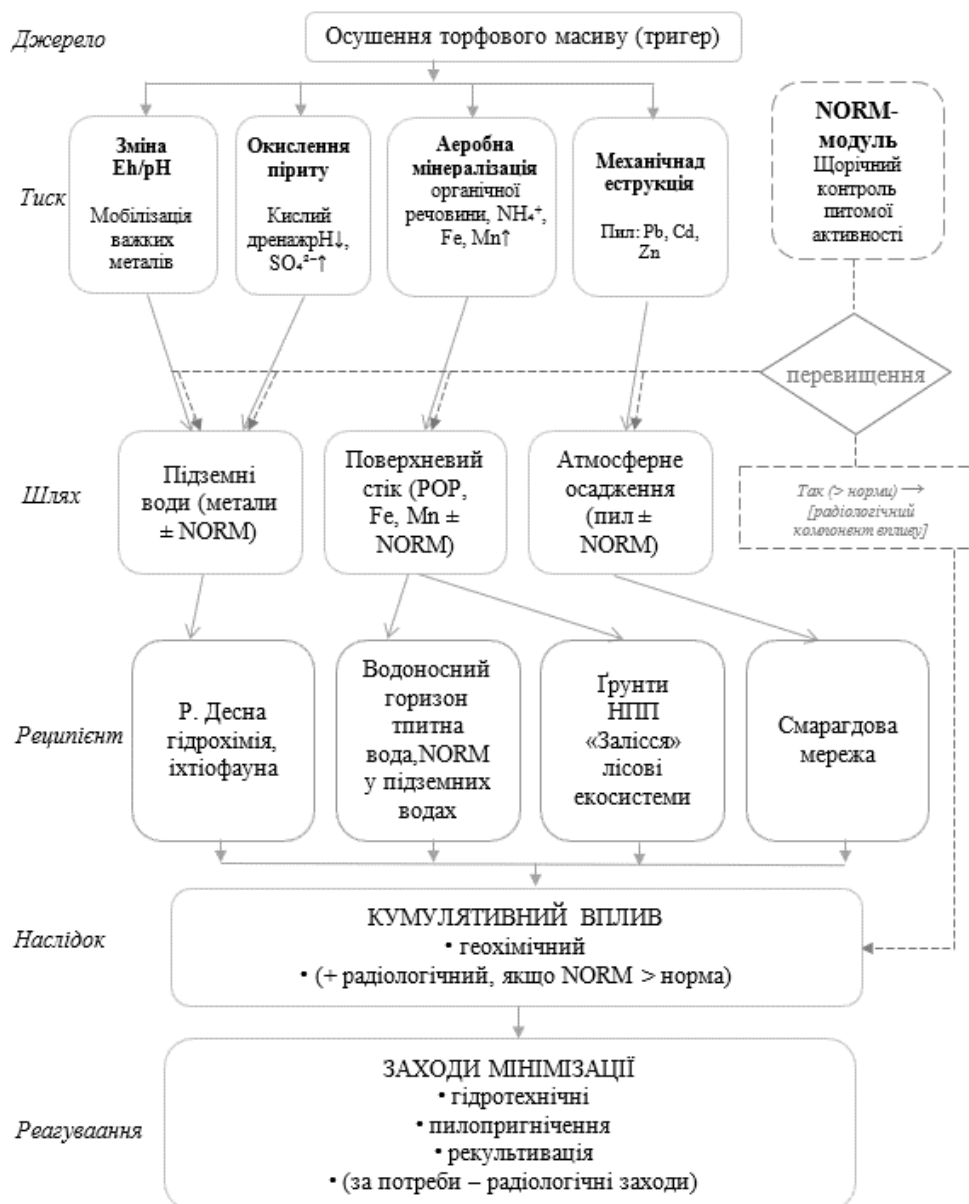 Джерело
Осушення торфового масиву (тригер)
Тиск
Зміна
Eh/pH
Мобілізація
важких
металів
Окислення
піриту
Кислий
дренажpH↓,
SO₄²⁻↑
Аеробна
мінералізація
органічної
речовини, NH₄⁺,
Fe, Mn↑
Механічнад
еструкція
Пил: Pb, Cd,
Zn
NORM-
модуль
Щорічний
контроль
питомої
активності
перевищення
Шлях
Підземні
води (метали
± NORM)
Поверхневий
стік (POP,
Fe, Mn ±
NORM)
Атмосферне
осадження
(пил ±
NORM)
Так (> норми) →
[радіологічний
компонент впливу]
Реципієнт
Р. Десна
гідрохімія,
іхтіофауна
Водоносний
горизон
тпитна
вода,NORM
у підземних
водах
Ґрунти
НПП
«Залісся»
лісові
екосистеми
Смарагдова
мережа
Наслідок
КУМУЛЯТИВНИЙ ВПЛИВ
• геохімічний
• (+ радіологічний, якщо NORM > норма)
Реагуваання
ЗАХОДИ МІНІМІЗАЦІЇ
• гідротехнічні
• пилопригнічення
• рекультивація
• (за потреби – радіологічні заходи)